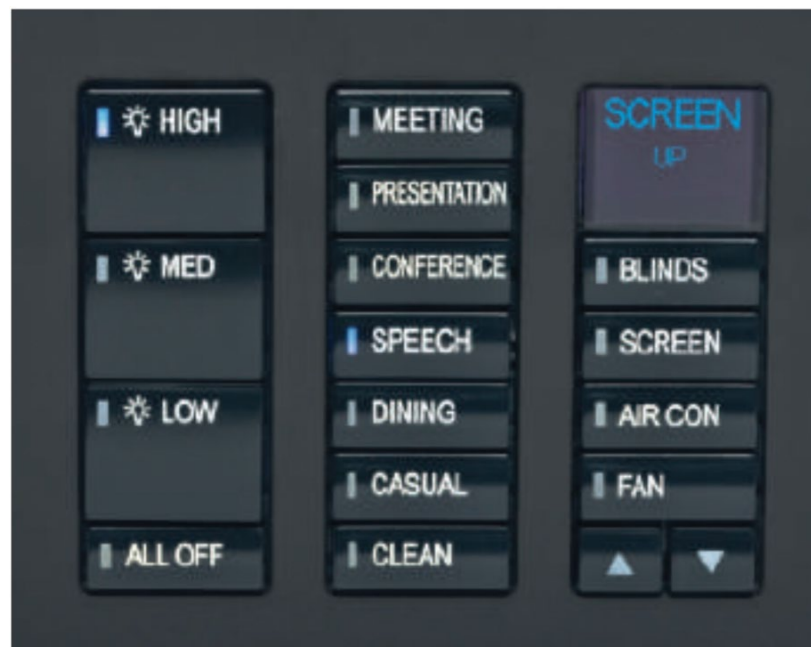 HIGH
MED
LOW
ALL OFF
MEETING
PRESENTATION
CONFERENCE
SPEECH
DINING
CASUAL
CLEAN
SCREEN
UP
BLINDS
SCREEN
AIR CON
FAN